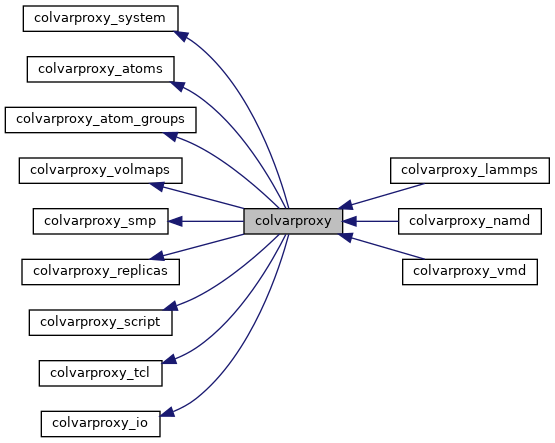 colvarproxy_system
colvarproxy_atoms
colvarproxy_atom_groups
colvarproxy_volmaps
colvarproxy_smp
colvarproxy_replicas
colvarproxy_script
colvarproxy_tcl
colvarproxy_io
colvarproxy
colvarproxy_lammps
colvarproxy_namd
colvarproxy_vmd